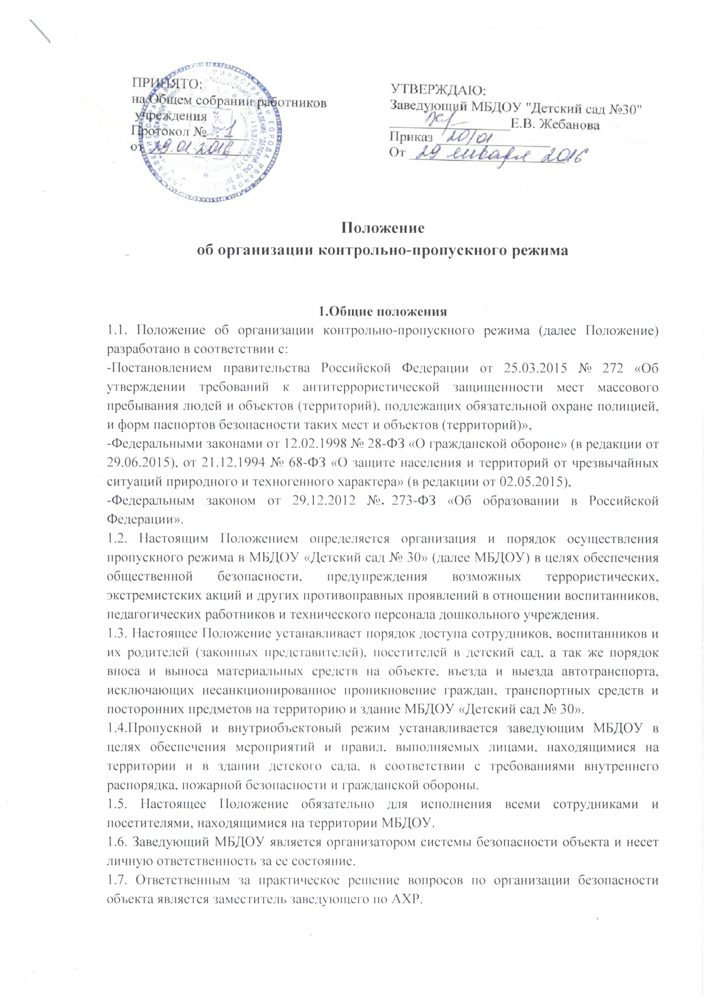 ПРИНЯТО:
на Общем собрании работников
учреждения
Протокол № 1
от 29.01.2016
УТВЕРЖДАЮ:
Заведующий МБДОУ "Детский сад №30"
Е.В. Жебанова
Приказ 20/01
От 29 января 2016
Положение
об организации контрольно-пропускного режима
1.Общие положения
1.1. Положение об организации контрольно-пропускного режима (далее Положение)
разработано в соответствии с:
-Постановлением правительства Российской Федерации от 25.03.2015 № 272 «Об
утверждении требований к антитеррористической защищенности мест массового
пребывания людей и объектов (территорий), подлежащих обязательной охране полицией,
и форм паспортов безопасности таких мест и объектов (территорий)»,
-Федеральными законами от 12.02.1998 № 28-ФЗ «О гражданской обороне» (в редакции от
29.06.2015), от 21.12.1994 № 68-ФЗ «О защите населения и территорий от чрезвычайных
ситуаций природного и техногенного характера» (в редакции от 02.05.2015),
-Федеральным законом от 29.12.2012 №. 273-ФЗ «Об образовании в Российской
Федерации».
1.2. Настоящим Положением определяется организация и порядок осуществления
пропускного режима в МБДОУ «Детский сад № 30» (далее МБДОУ) в целях обеспечения
общественной безопасности, предупреждения возможных террористических,
экстремистских акций и других противоправных проявлений в отношении воспитанников,
педагогических работников и технического персонала дошкольного учреждения.
1.3. Настоящее Положение устанавливает порядок доступа сотрудников, воспитанников и
их родителей (законных представителей), посетителей в детский сад, а так же порядок
вноса и выноса материальных средств на объекте, въезда и выезда автотранспорта,
исключающих несанкционированное проникновение граждан, транспортных средств и
посторонних предметов на территорию и здание МБДОУ «Детский сад № 30».
1.4.Пропускной и внутриобъектовый режим устанавливается заведующим МБДОУ в
целях обеспечения мероприятий и правил, выполняемых лицами, находящимися на
территории и в здании детского сада, в соответствии с требованиями внутреннего
распорядка, пожарной безопасности и гражданской обороны.
1.5. Настоящее Положение обязательно для исполнения всеми сотрудниками и
посетителями, находящимися на территории МБДОУ.
1.6. Заведующий МБДОУ является организатором системы безопасности объекта и несет
личную ответственность за ее состояние.
1.7. Ответственным за практическое решение вопросов по организации безопасности
объекта является заместитель заведующего по АХР.